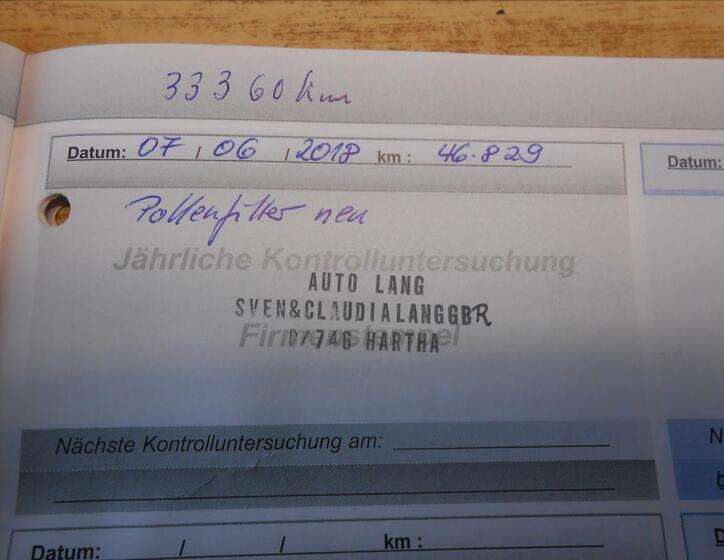 33360 km
Datum: 07 / 06 / 2018 km : 46.829
Datum:
Pollenfilter neu
Jährliche Kontrolluntersuchung
AUTO LANG
SVEN&CLAUDIALANGGBR
Firmenstempel
HARTHA
Nächste Kontrolluntersuchung am:
N
Datum: / / km :
D